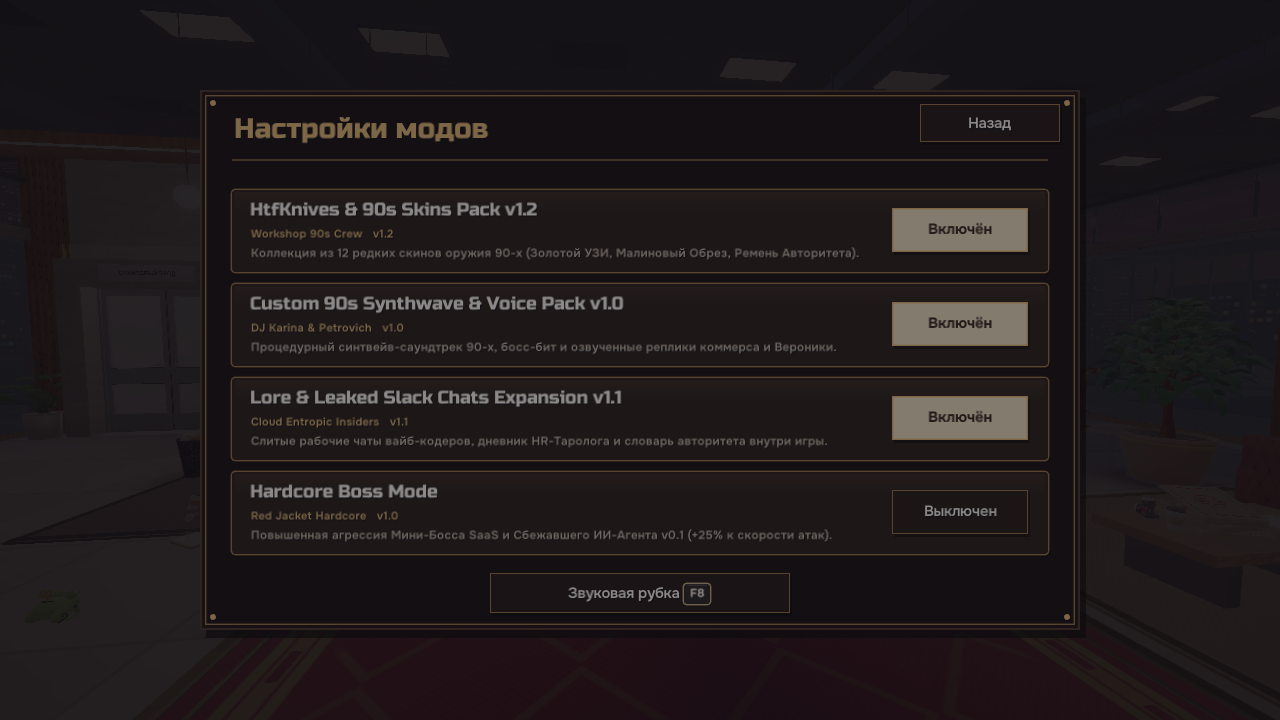 Настройки модов
Назад
HtfKnives & 90s Skins Pack v1.2
Workshop 90s Crew v1.2
Коллекция из 12 редких скинов оружия 90-х (Золотой УЗИ, Малиновый Обрез, Ремень Авторитета).
Включён
Custom 90s Synthwave & Voice Pack v1.0
DJ Karina & Petrovich v1.0
Процедурный синтвейв-саундтрек 90-х, босс-бит и озвученные реплики коммерса и Вероники.
Включён
Lore & Leaked Slack Chats Expansion v1.1
Cloud Entropic Insiders v1.1
Слитые рабочие чаты вайб-кодеров, дневник HR-Таролога и словарь авторитета внутри игры.
Включён
Hardcore Boss Mode
Red Jacket Hardcore v1.0
Повышенная агрессия Мини-Босса SaaS и Сбежавшего ИИ-Агента v0.1 (+25% к скорости атак).
Выключен
Звуковая рубка F8